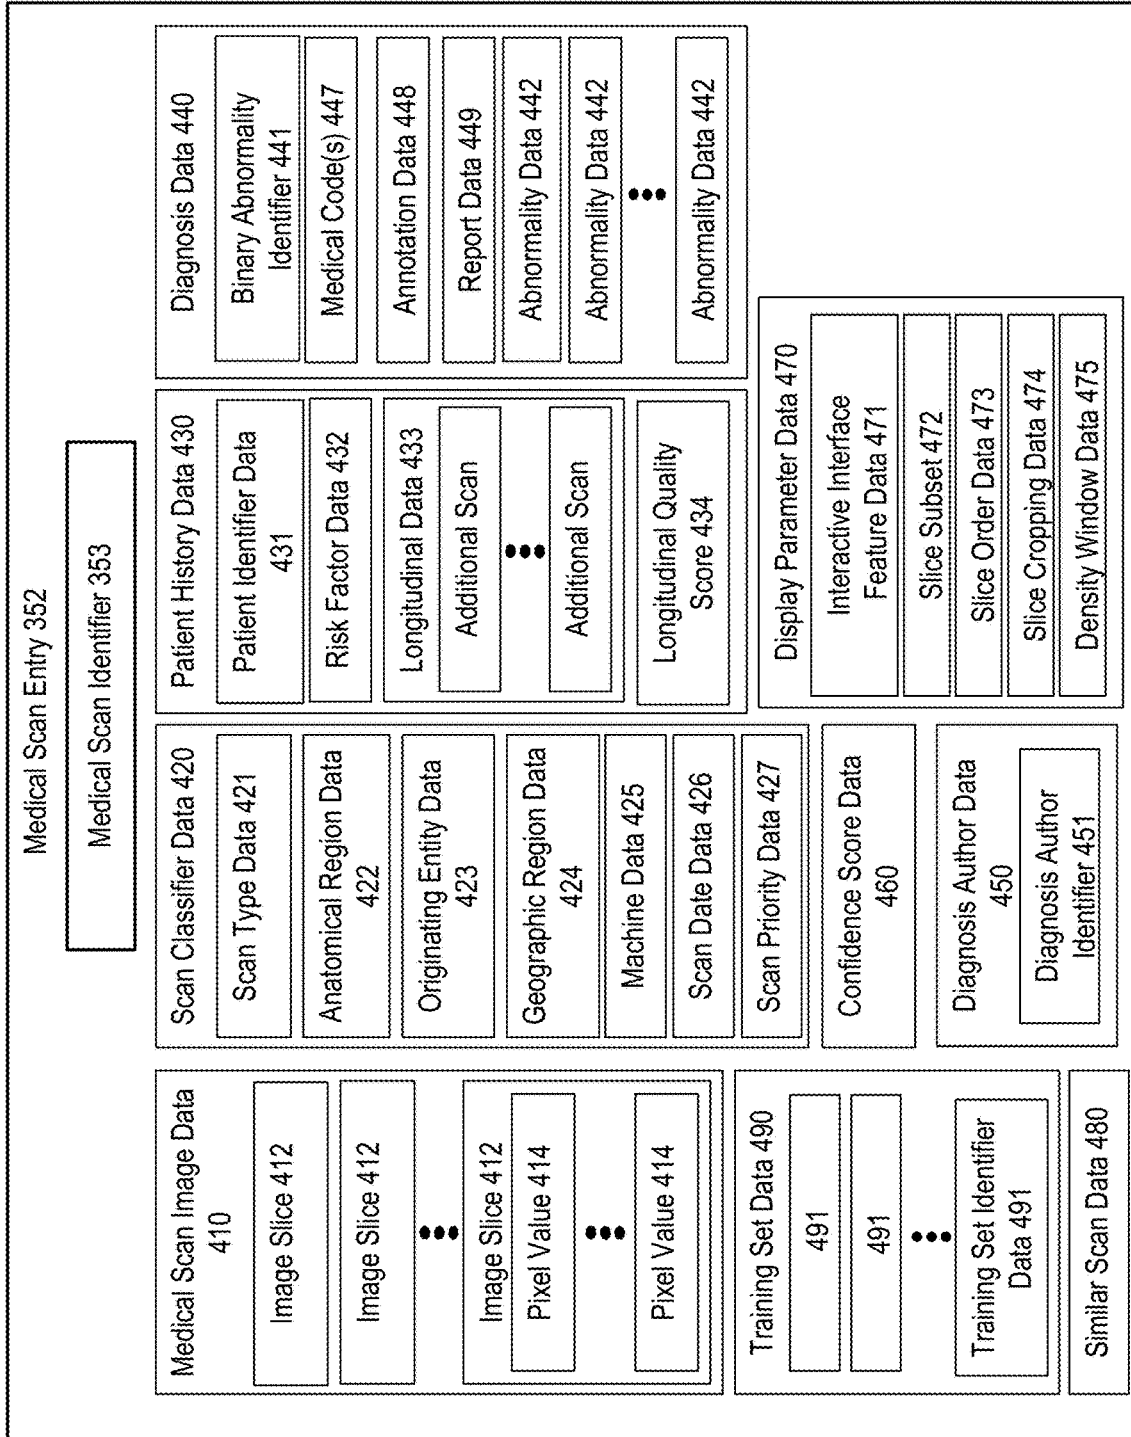 Medical Scan Entry 352
Medical Scan Identifier 353
Medical Scan Image Data
410
Image Slice 412
Image Slice 412
Image Slice 412
Pixel Value 414
Pixel Value 414
Training Set Data 490
491
491
Training Set Identifier
Data 491
Similar Scan Data 480
Scan Classifier Data 420
Scan Type Data 421
Anatomical Region Data
422
Originating Entity Data
423
Geographic Region Data
424
Machine Data 425
Scan Date Data 426
Scan Priority Data 427
Confidence Score Data
460
Diagnosis Author Data
450
Diagnosis Author
Identifier 451
Patient History Data 430
Patient Identifier Data
431
Risk Factor Data 432
Longitudinal Data 433
Additional Scan
Additional Scan
Longitudinal Quality
Score 434
Diagnosis Data 440
Binary Abnormality
Identifier 441
Medical Code(s) 447
Annotation Data 448
Report Data 449
Abnormality Data 442
Abnormality Data 442
Abnormality Data 442
Display Parameter Data 470
Interactive Interface
Feature Data 471
Slice Subset 472
Slice Order Data 473
Slice Cropping Data 474
Density Window Data 475